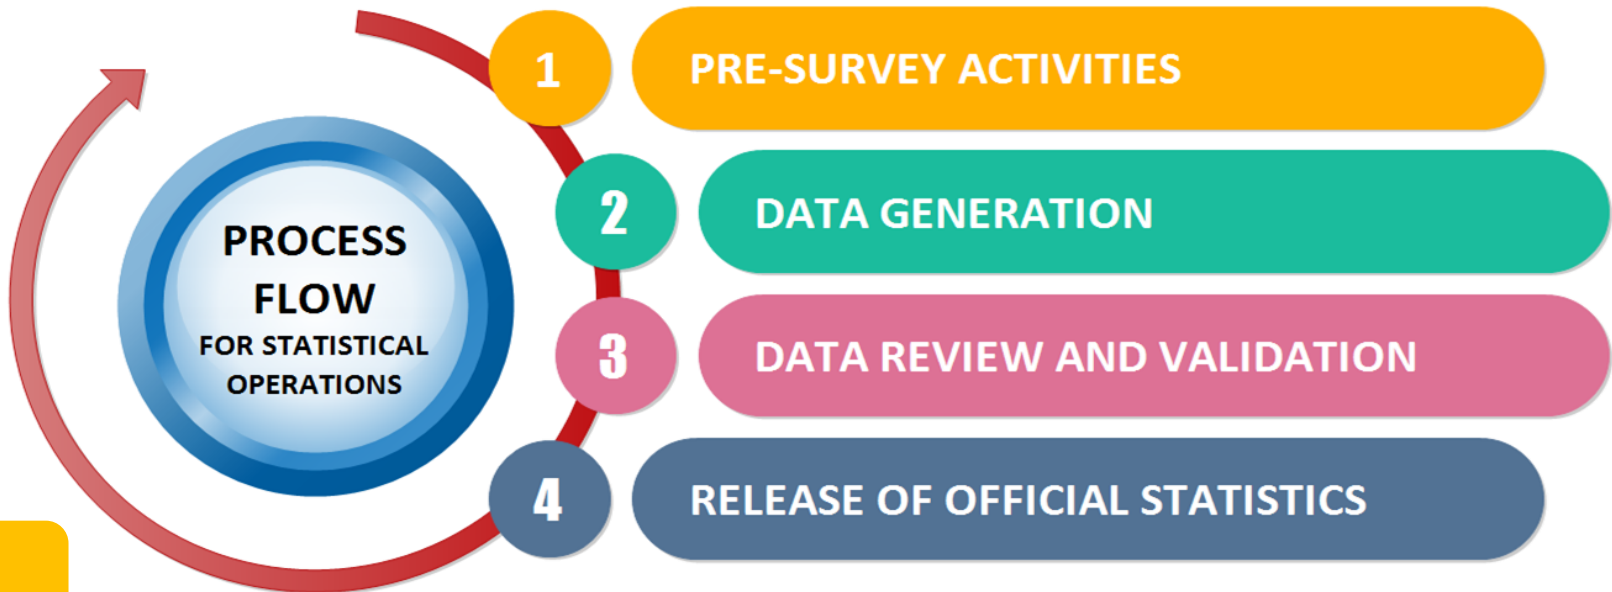 PROCESS
FLOW
FOR STATISTICAL
OPERATIONS
1
PRE-SURVEY ACTIVITIES
2
DATA GENERATION
3
DATA REVIEW AND VALIDATION
4
RELEASE OF OFFICIAL STATISTICS